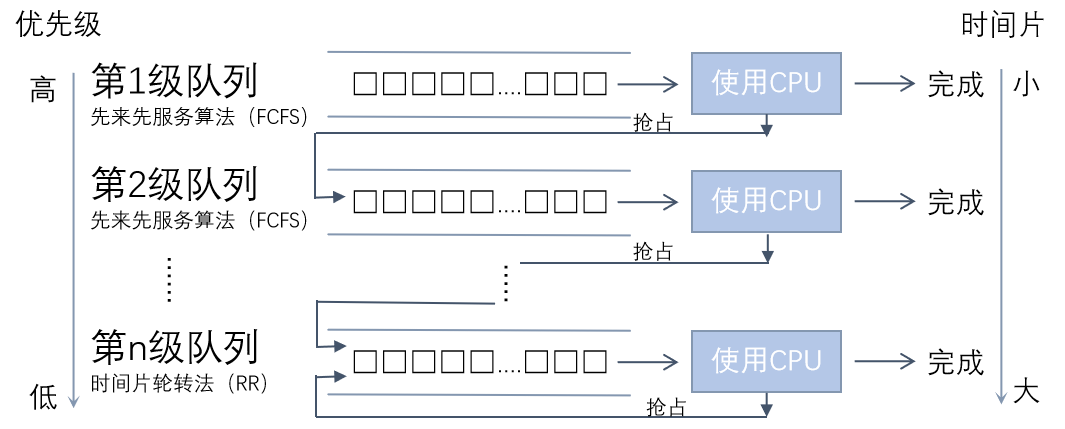 优先级
时间片
高
第1级队列
先来先服务算法（FCFS）
....
使用CPU
完成
小
抢占
第2级队列
先来先服务算法（FCFS）
....
使用CPU
完成
抢占
第n级队列
时间片轮转法（RR）
....
使用CPU
完成
低
大
抢占